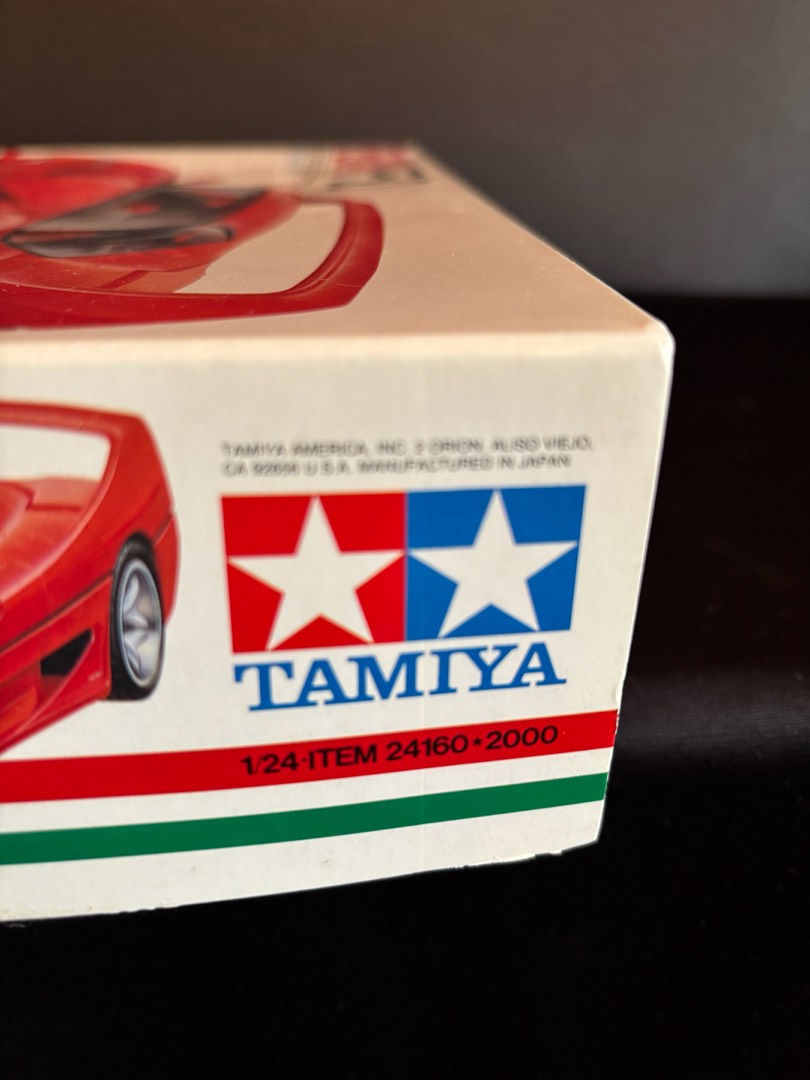 TAMIYA AMERICA, INC. 2 ORION, ALISO VIEJO,
CA 92656 U.S.A. MANUFACTURED IN JAPAN
TAMIYA
1/24·ITEM 24160★2000